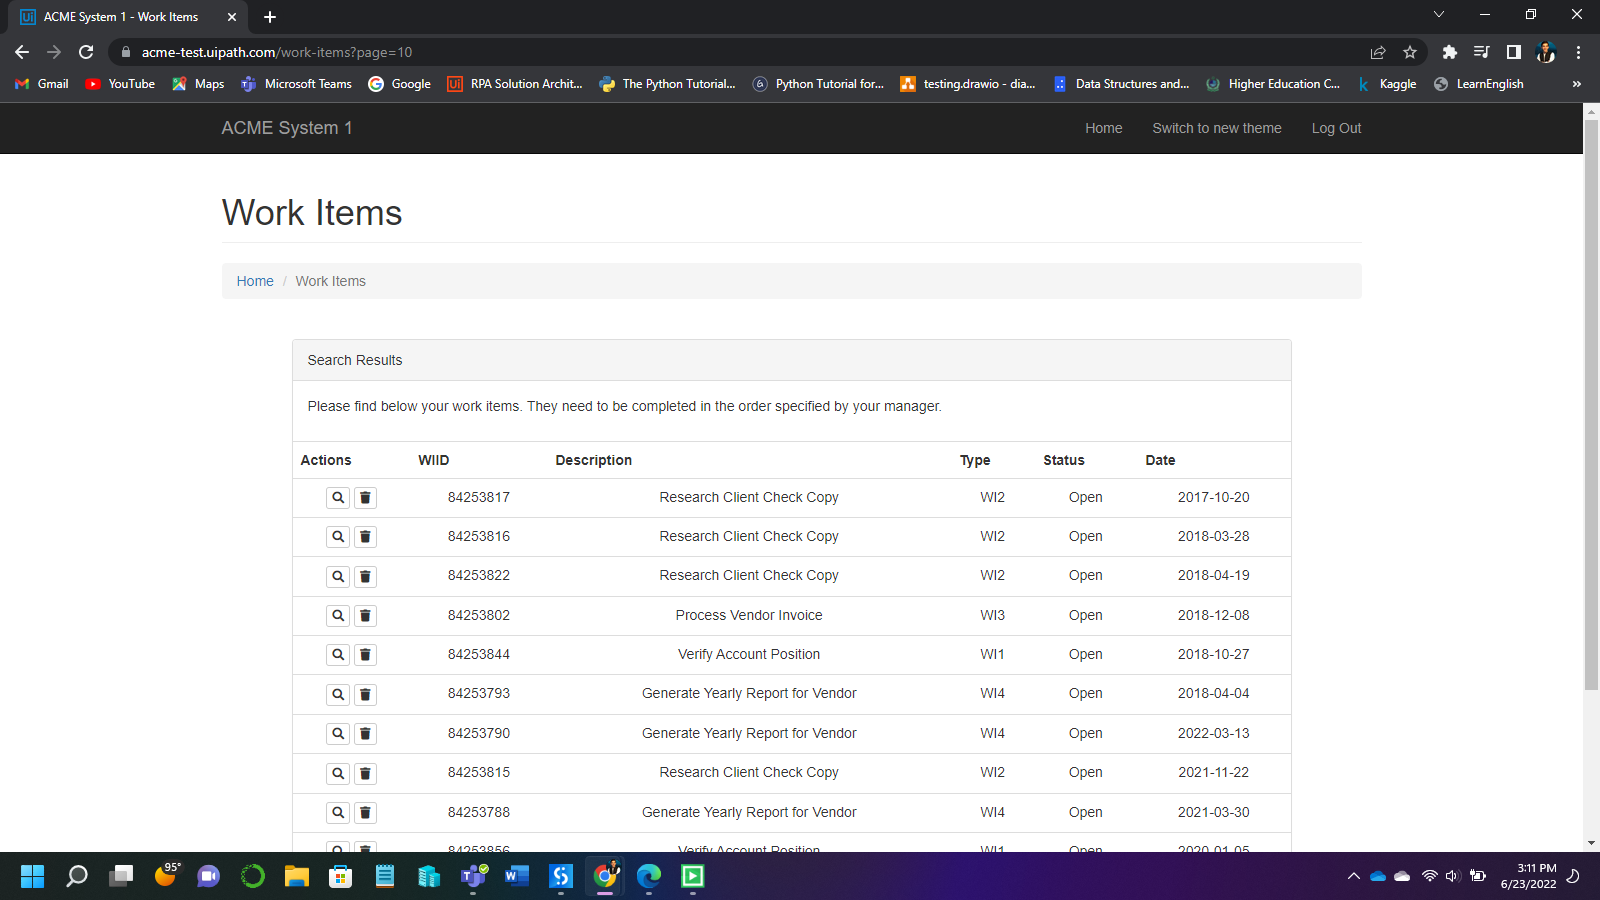 ACME System 1 - Work Items
acme-test.uipath.com/work-items?page=10
Gmail YouTube Maps Microsoft Teams Google RPA Solution Archit... The Python Tutorial... Python Tutorial for... testing.drawio - dia... Data Structures and... Higher Education C... Kaggle LearnEnglish »
ACME System 1 Home Switch to new theme Log Out
Work Items
Home / Work Items
Search Results
Please find below your work items. They need to be completed in the order specified by your manager.
Actions WIID Description Type Status Date
84253817 Research Client Check Copy WI2 Open 2017-10-20
84253816 Research Client Check Copy WI2 Open 2018-03-28
84253822 Research Client Check Copy WI2 Open 2018-04-19
84253802 Process Vendor Invoice WI3 Open 2018-12-08
84253844 Verify Account Position WI1 Open 2018-10-27
84253793 Generate Yearly Report for Vendor WI4 Open 2018-04-04
84253790 Generate Yearly Report for Vendor WI4 Open 2022-03-13
84253815 Research Client Check Copy WI2 Open 2021-11-22
84253788 Generate Yearly Report for Vendor WI4 Open 2021-03-30
84253856 Verify Account Position WI1 Open 2020-01-05
95°
3:11 PM
6/23/2022